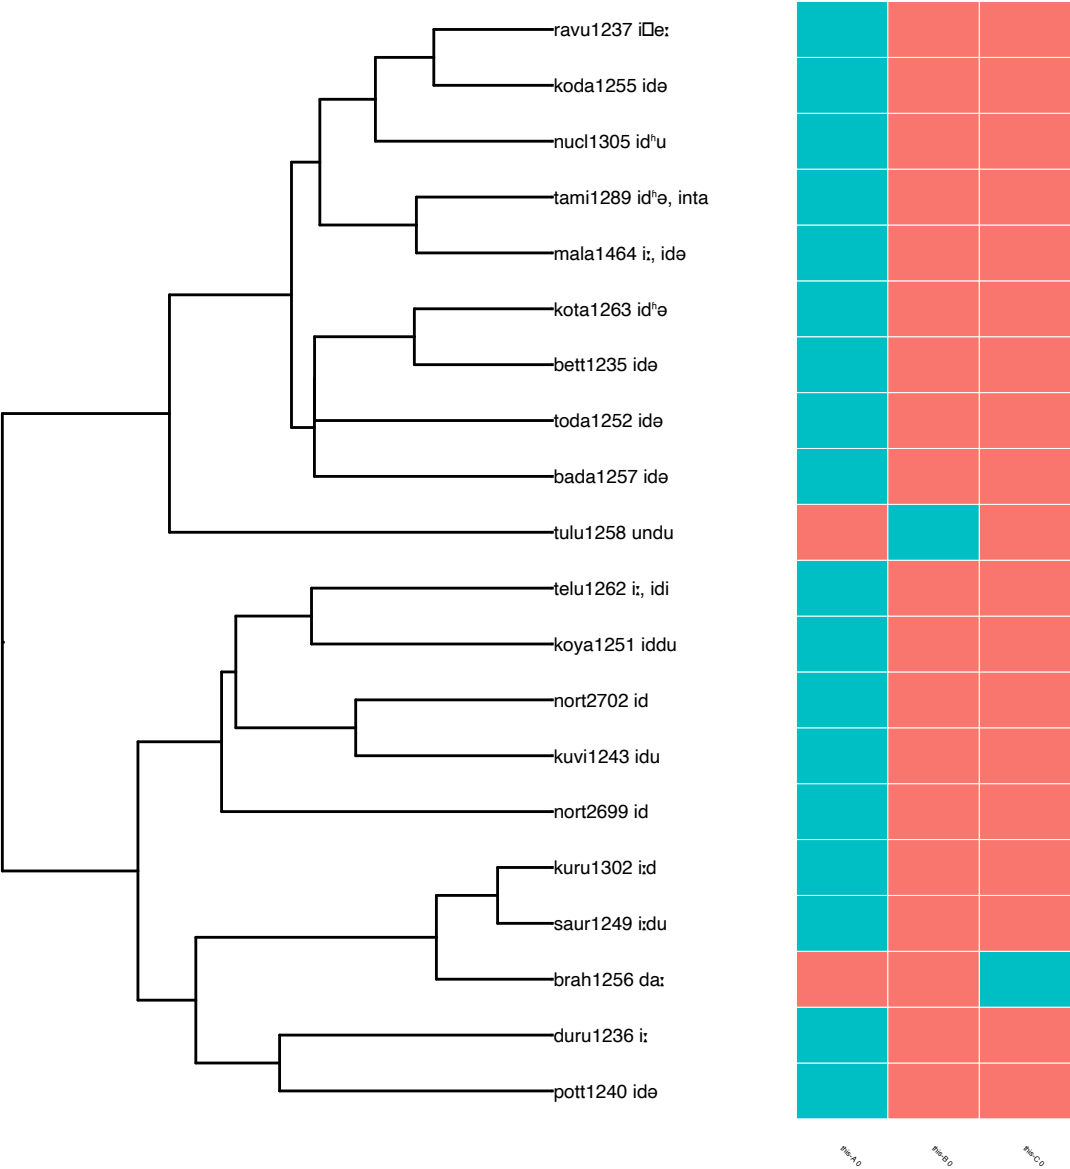 ravu1237 i□eː
koda1255 idə
nucl1305 idʰu
tami1289 idʰə, inta
mala1464 iː, idə
kota1263 idʰə
bett1235 idə
toda1252 idə
bada1257 idə
tulu1258 undu
telu1262 iː, idi
koya1251 iddu
nort2702 id
kuvi1243 idu
nort2699 id
kuru1302 iːd
saur1249 iːdu
brah1256 daː
duru1236 iː
pott1240 idə
this-A 0
this-B 0
this-C 0